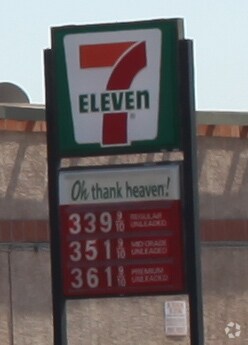 7
ELEVEn
®
Oh thank heaven!
339 9/10 REGULAR UNLEADED
351 9/10 MID GRADE UNLEADED
361 9/10 PREMIUM UNLEADED